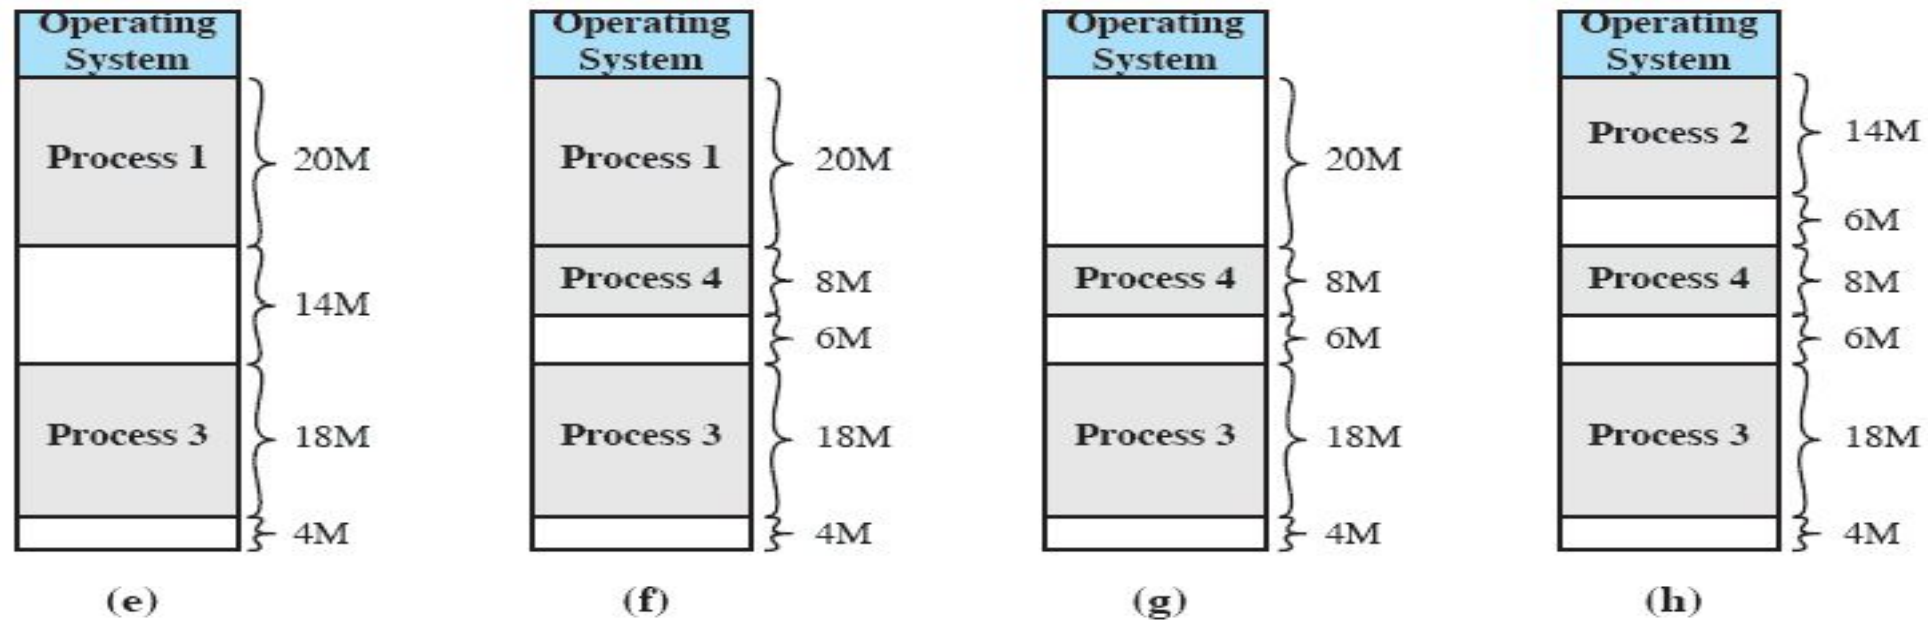 Operating
System
Process 1
20M
14M
Process 3
18M
4M
(e)
Operating
System
Process 1
20M
Process 4
8M
6M
Process 3
18M
4M
(f)
Operating
System
20M
Process 4
8M
6M
Process 3
18M
4M
(g)
Operating
System
Process 2
14M
6M
Process 4
8M
6M
Process 3
18M
4M
(h)